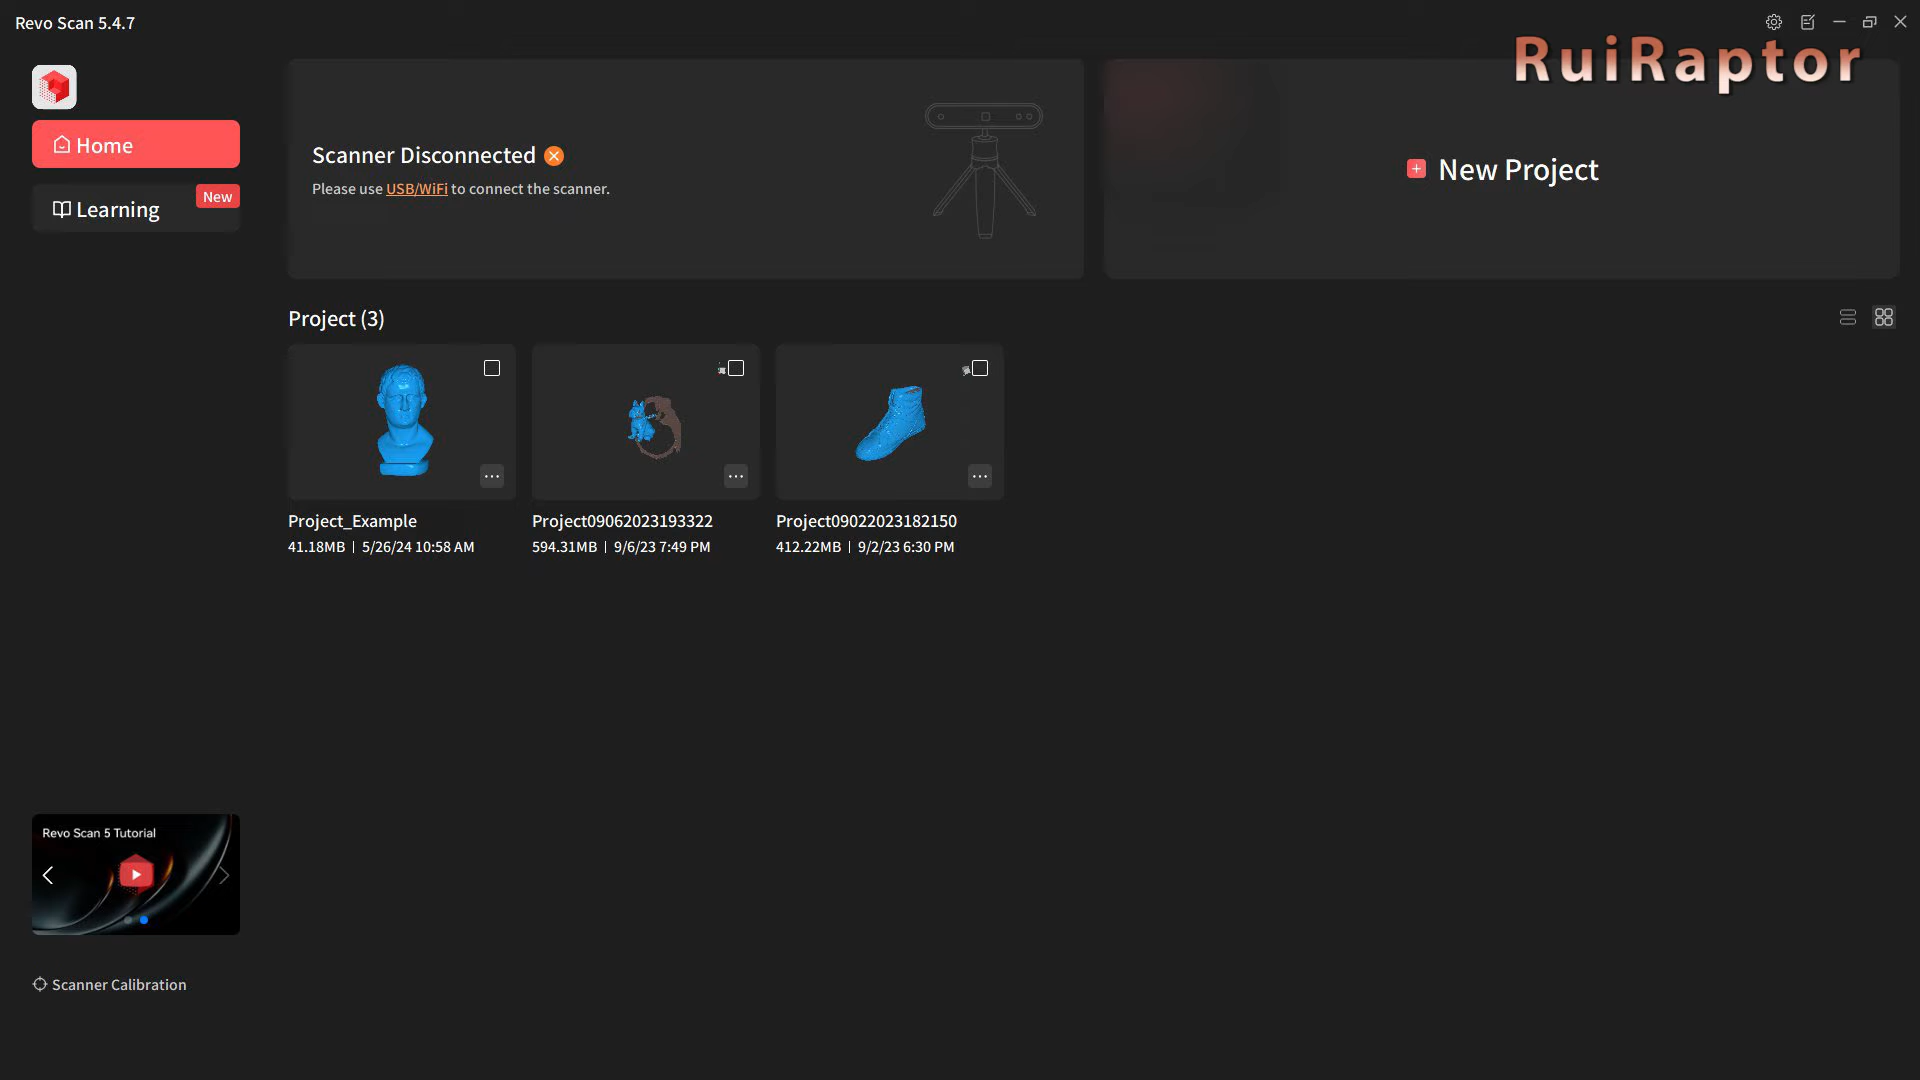 Revo Scan 5.4.7
RuiRaptor
Home
Learning
New
Scanner Disconnected
Please use USB/WiFi to connect the scanner.
New Project
Project (3)
Project_Example
41.18MB | 5/26/24 10:58 AM
Project09062023193322
594.31MB | 9/6/23 7:49 PM
Project09022023182150
412.22MB | 9/2/23 6:30 PM
Revo Scan 5 Tutorial
Scanner Calibration